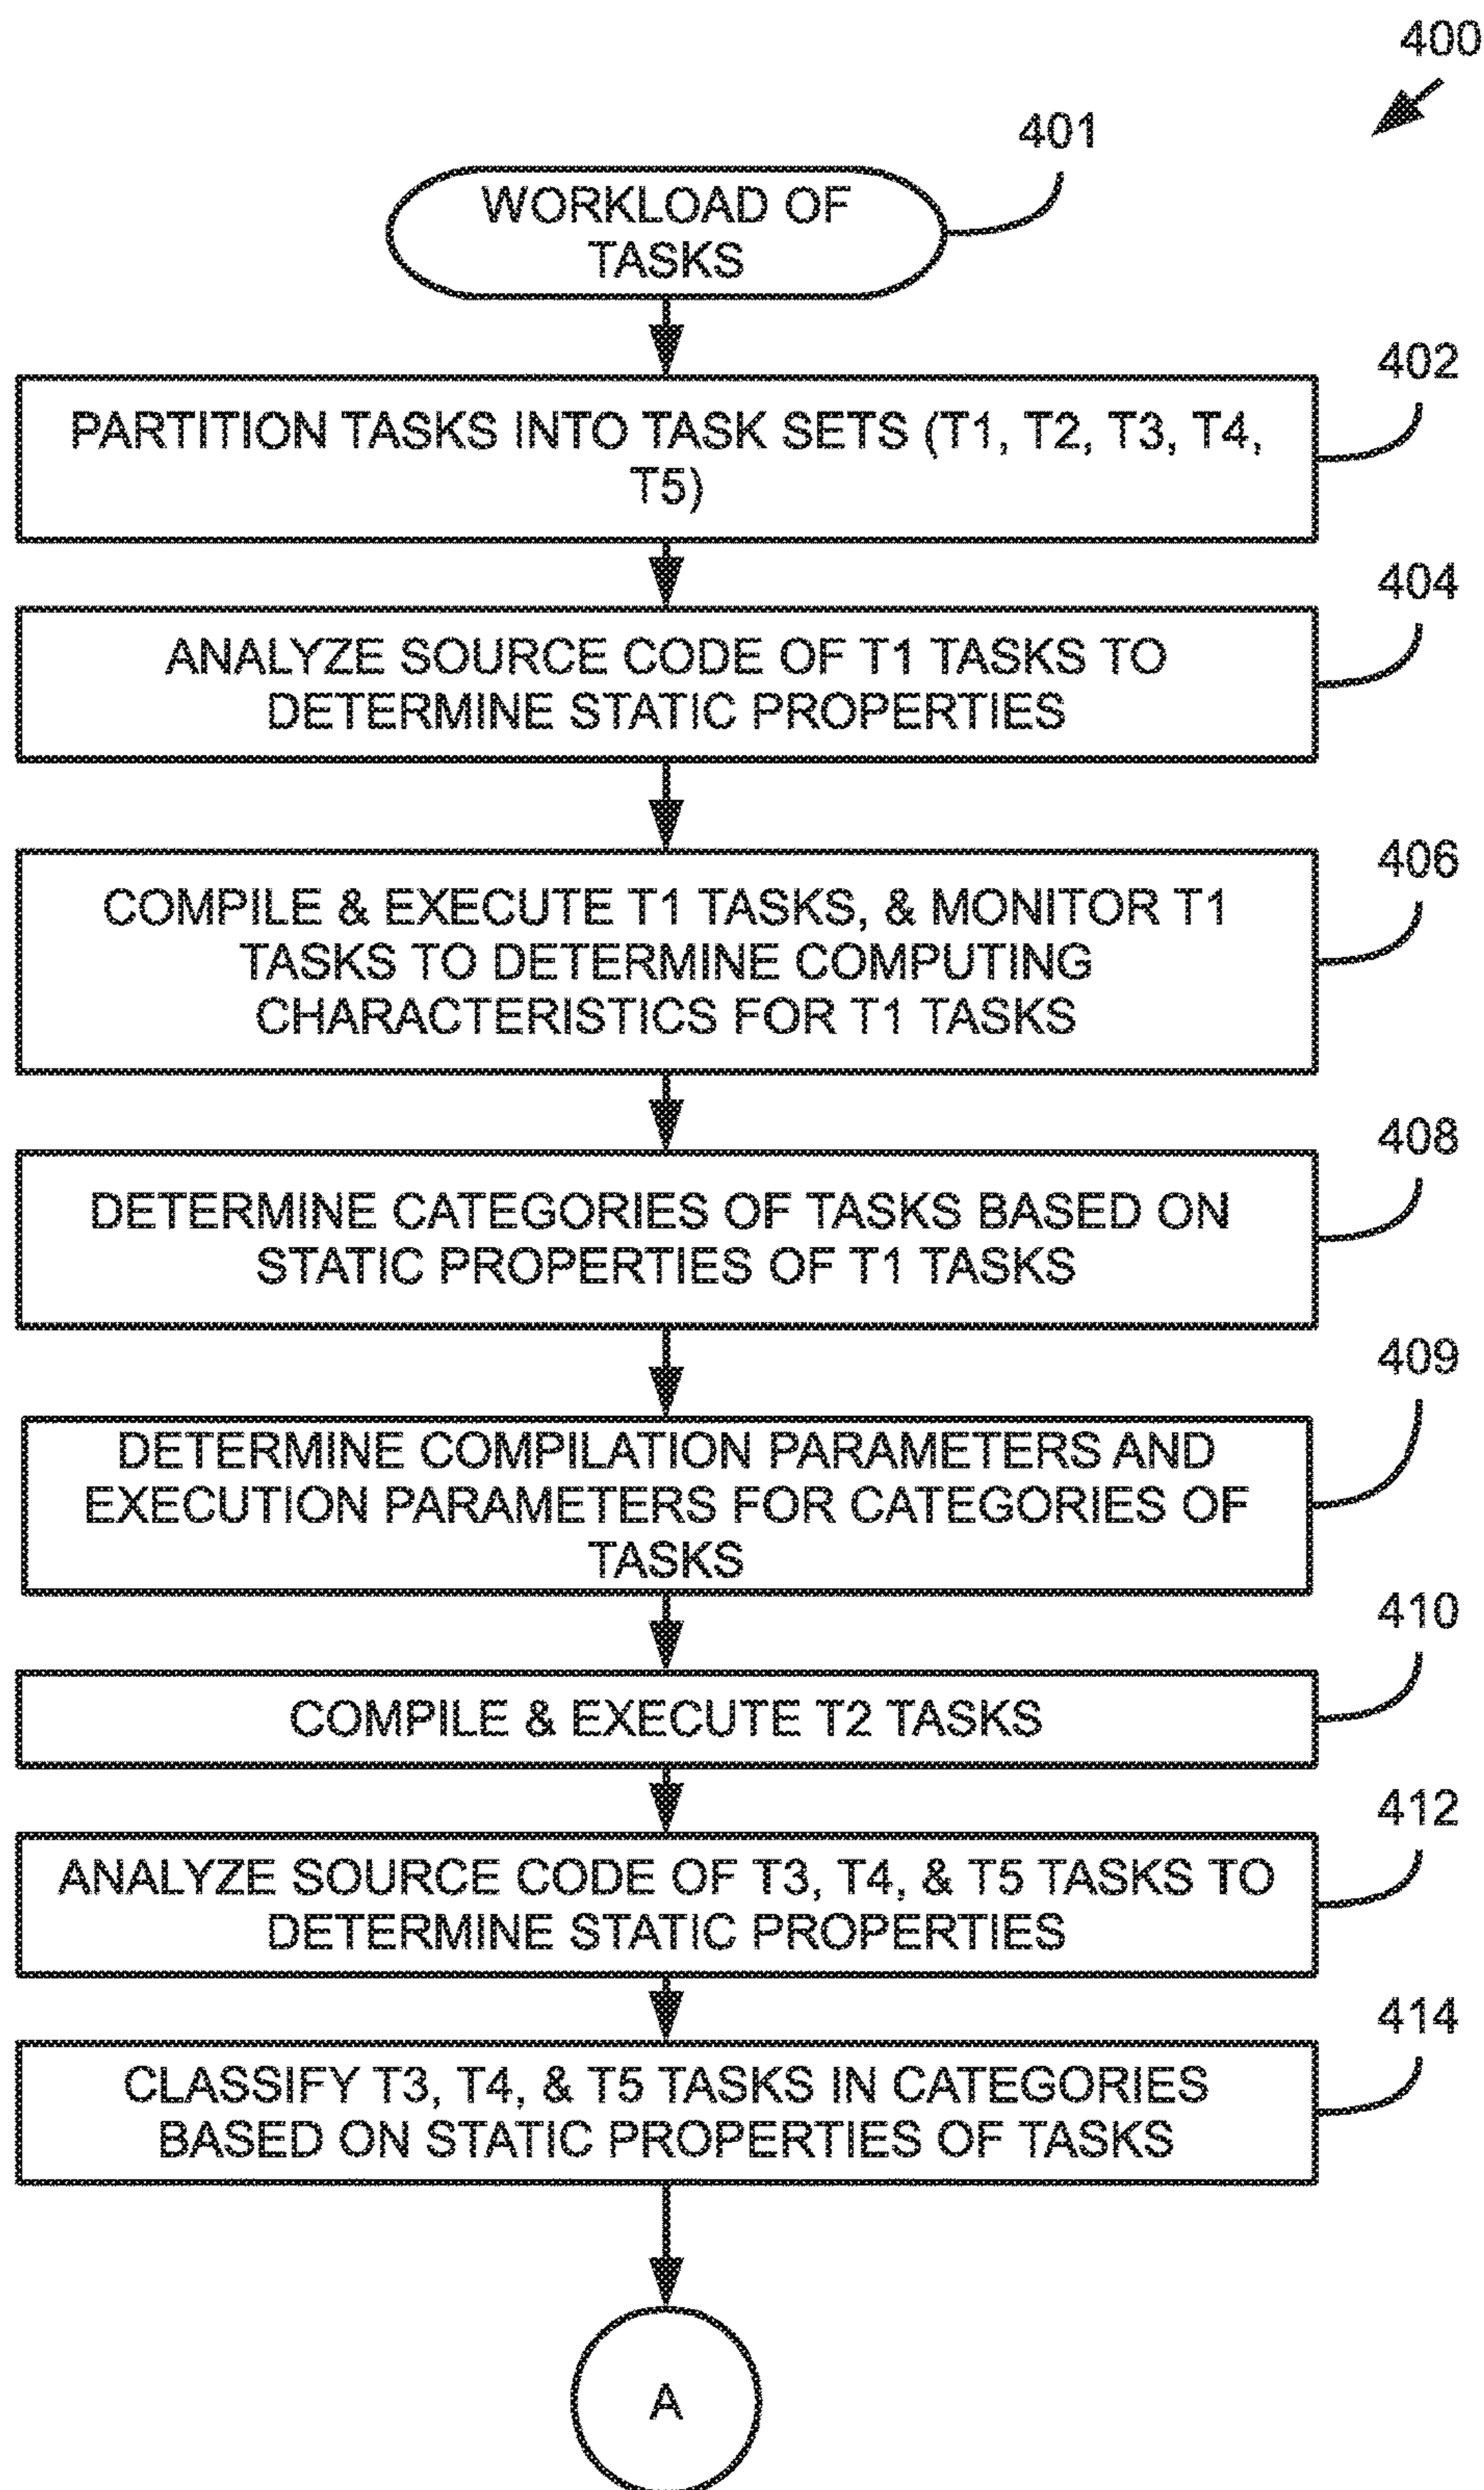 400
401
WORKLOAD OF
TASKS
402
PARTITION TASKS INTO TASK SETS (T1, T2, T3, T4,
T5)
404
ANALYZE SOURCE CODE OF T1 TASKS TO
DETERMINE STATIC PROPERTIES
406
COMPILE & EXECUTE T1 TASKS, & MONITOR T1
TASKS TO DETERMINE COMPUTING
CHARACTERISTICS FOR T1 TASKS
408
DETERMINE CATEGORIES OF TASKS BASED ON
STATIC PROPERTIES OF T1 TASKS
409
DETERMINE COMPILATION PARAMETERS AND
EXECUTION PARAMETERS FOR CATEGORIES OF
TASKS
410
COMPILE & EXECUTE T2 TASKS
412
ANALYZE SOURCE CODE OF T3, T4, & T5 TASKS TO
DETERMINE STATIC PROPERTIES
414
CLASSIFY T3, T4, & T5 TASKS IN CATEGORIES
BASED ON STATIC PROPERTIES OF TASKS
A